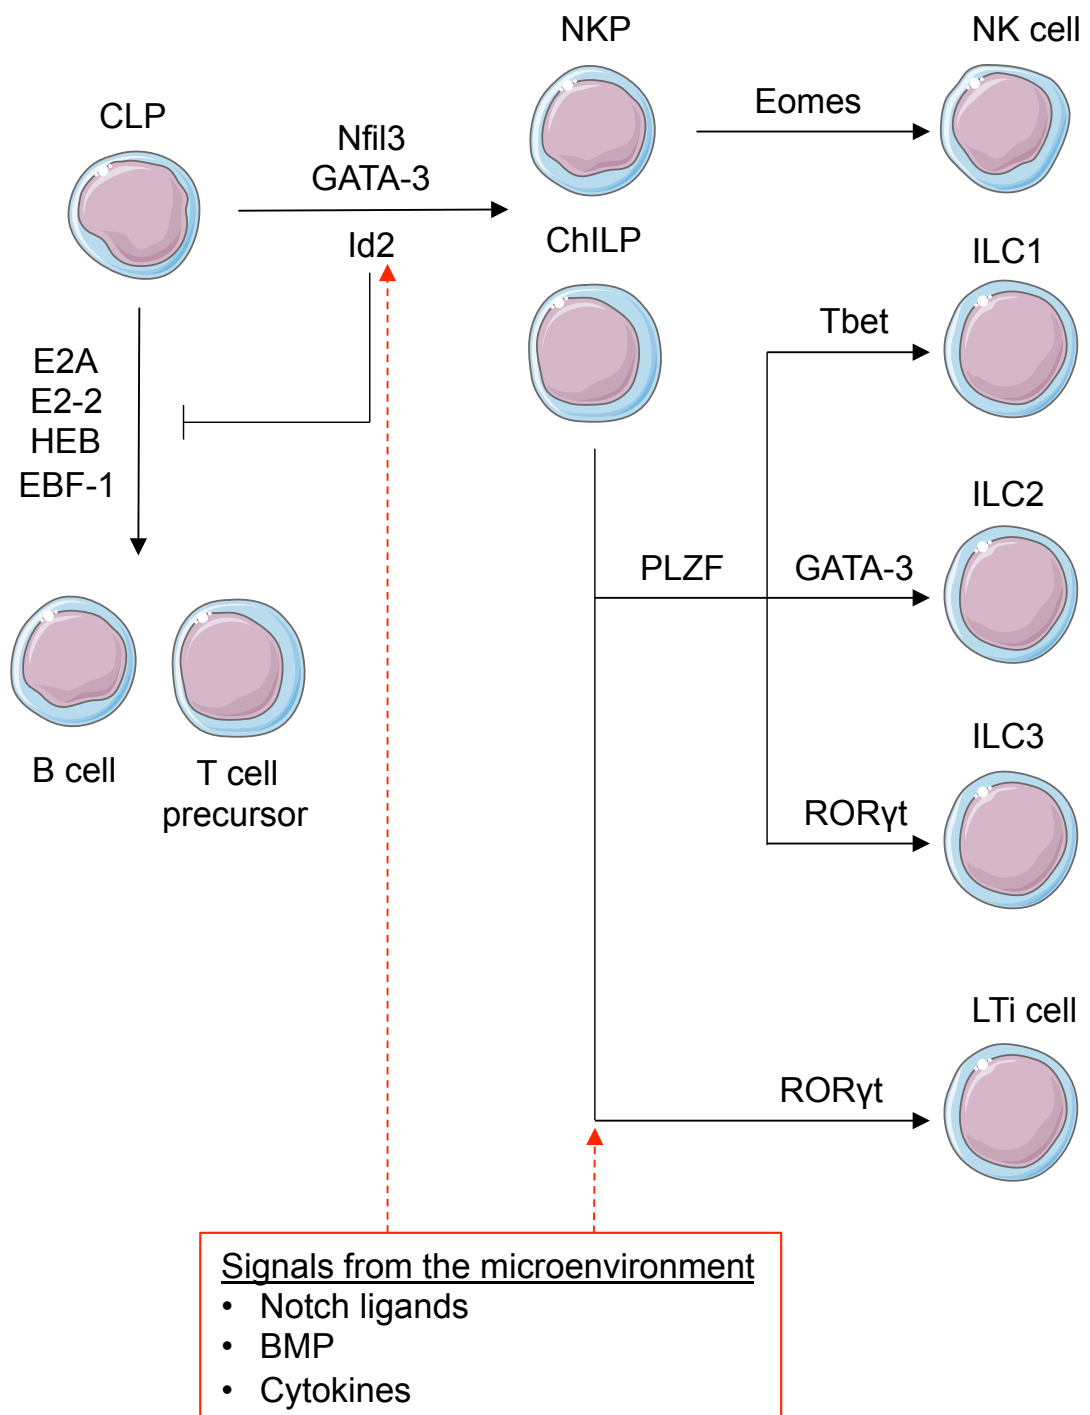 NKP
NK cell
CLP
Eomes
Nfil3
GATA-3
Id2
ChILP
ILC1
Tbet
E2A
E2-2
HEB
EBF-1
ILC2
PLZF
GATA-3
ILC3
B cell
T cell
precursor
RORγt
LTi cell
RORγt
Signals from the microenvironment
• Notch ligands
• BMP
• Cytokines